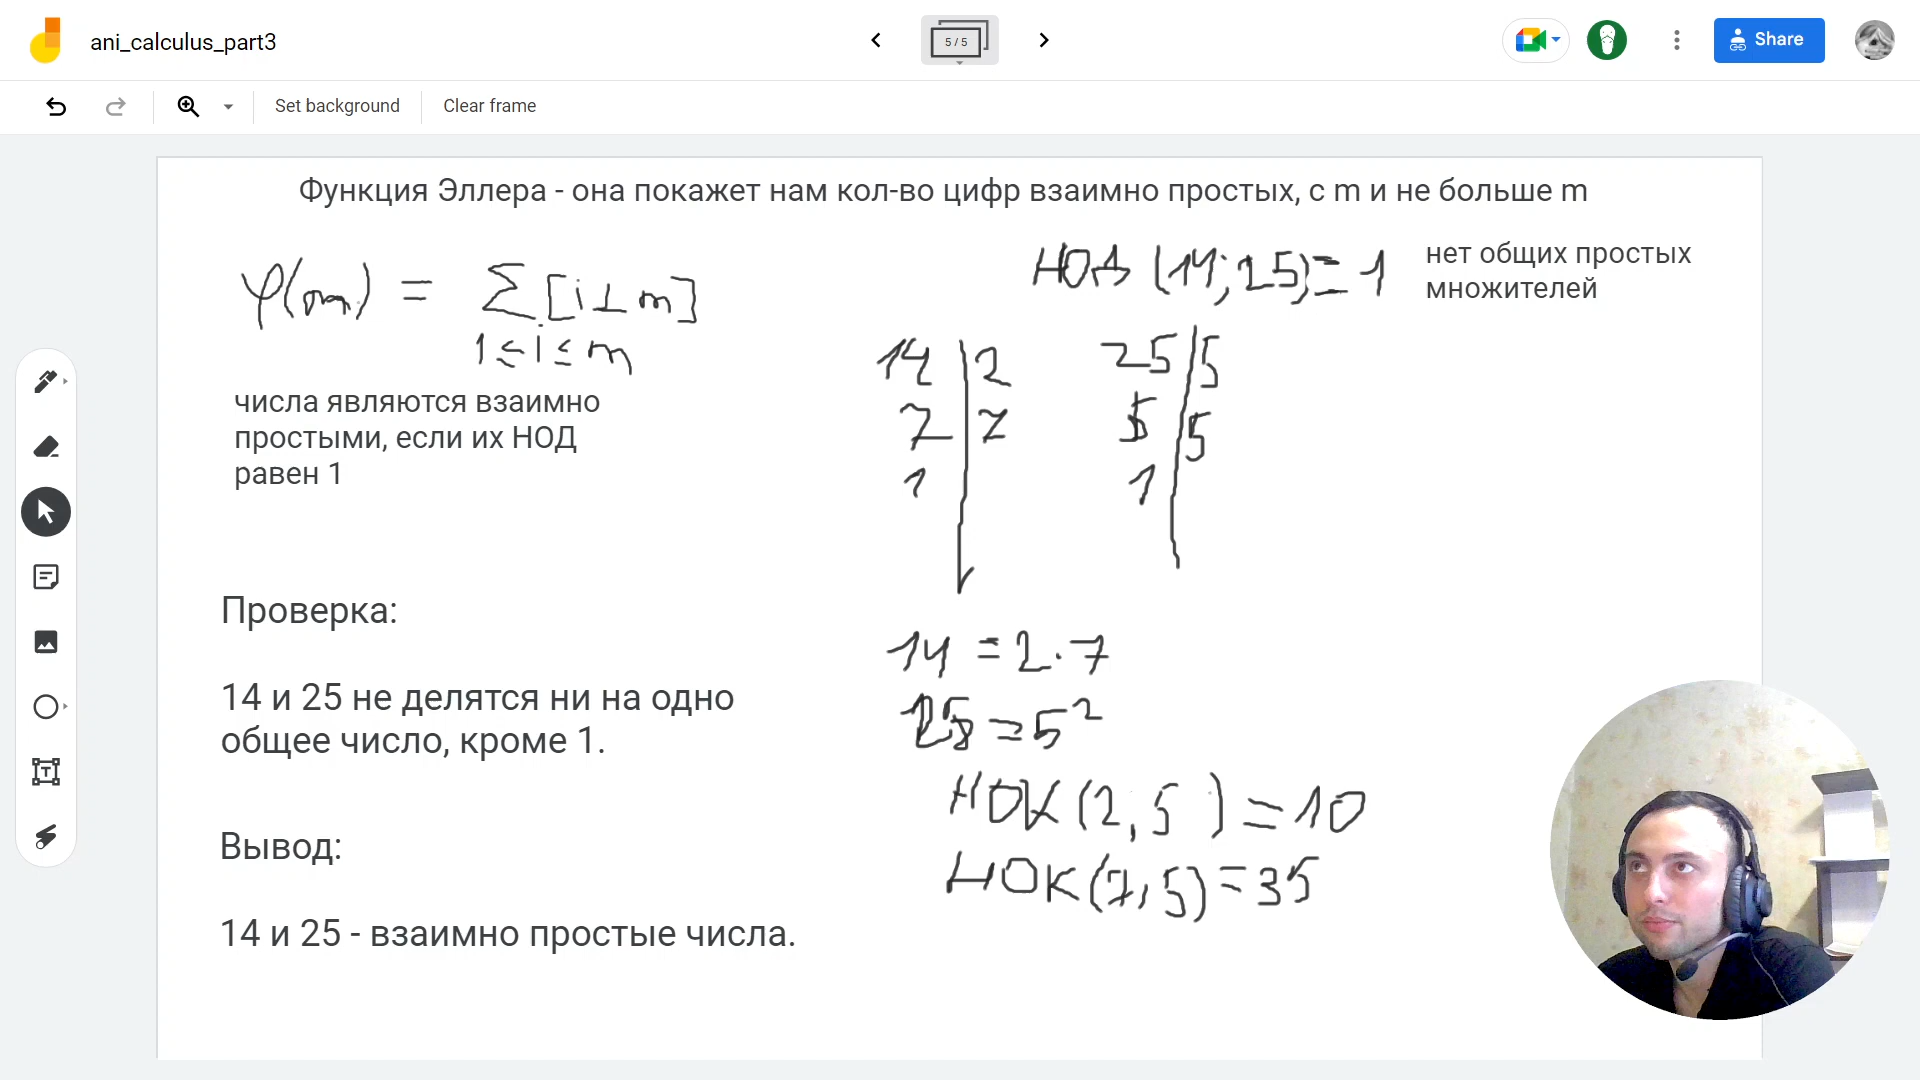 ani_calculus_part3
5 / 5
Share
Set background
Clear frame
Функция Эллера - она покажет нам кол-во цифр взаимно простых, с m и не больше m
φ(m) = Σ [i ⊥ m]
1 ≤ i ≤ m
числа являются взаимно
простыми, если их НОД
равен 1
НОД (14; 25) = 1
нет общих простых
множителей
14 | 2
7 | 7
1
25 | 5
5 | 5
1
Проверка:
14 и 25 не делятся ни на одно
общее число, кроме 1.
Вывод:
14 и 25 - взаимно простые числа.
14 = 2 · 7
25 = 5²
НОК (2, 5 ) = 10
НОК (7, 5) = 35